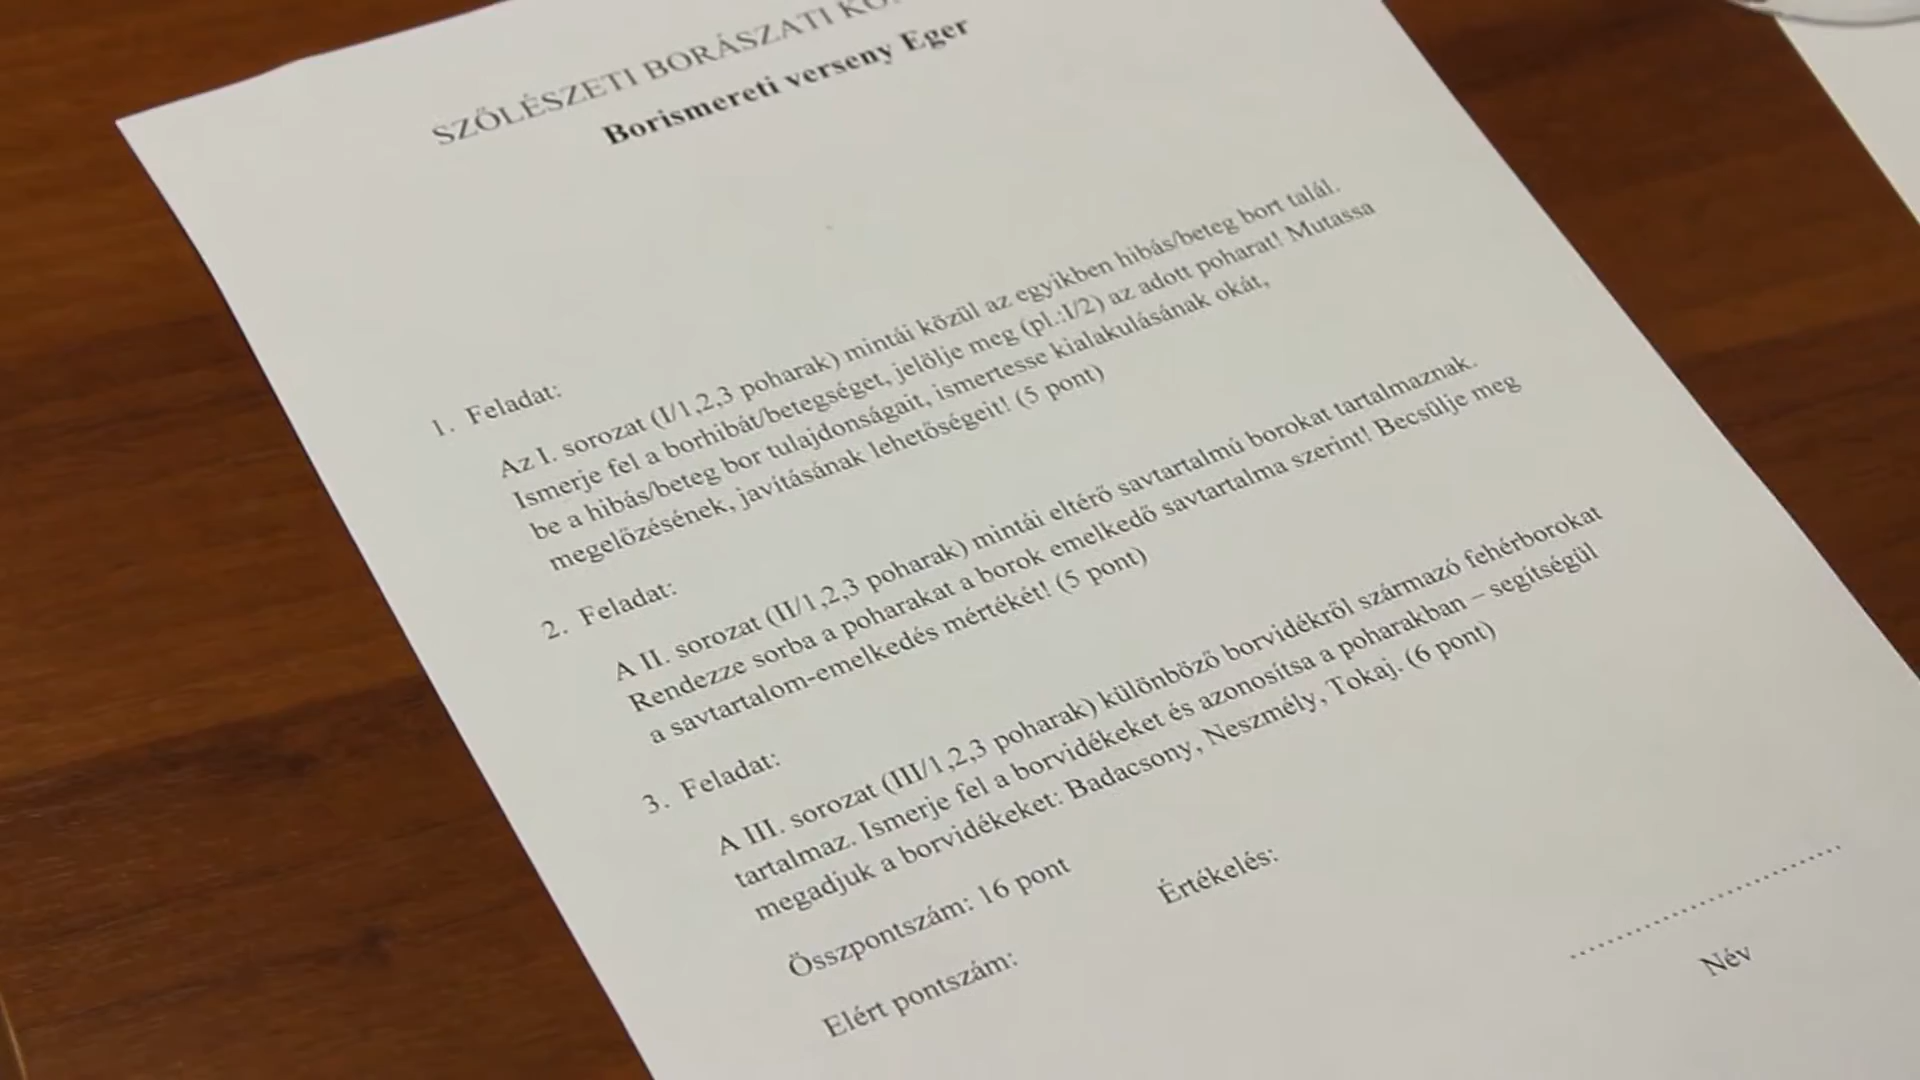 SZŐLÉSZETI BORÁSZATI
Borismereti verseny Eger
1. Feladat:
Az I. sorozat (I/1,2,3 poharak) mintái közül az egyikben hibás/beteg bort talál.
Ismerje fel a borhibát/betegséget, jelölje meg (pl.:I/2) az adott poharat! Mutassa
be a hibás/beteg bor tulajdonságait, ismertesse kialakulásának okát,
megelőzésének, javításának lehetőségeit! (5 pont)
2. Feladat:
A II. sorozat (II/1,2,3 poharak) mintái eltérő savtartalmú borokat tartalmaznak.
Rendezze sorba a poharakat a borok emelkedő savtartalma szerint! Becsülje meg
a savtartalom-emelkedés mértékét! (5 pont)
3. Feladat:
A III. sorozat (III/1,2,3 poharak) különböző borvidékről származó fehérborokat
tartalmaz. Ismerje fel a borvidékeket és azonosítsa a poharakban – segítségül
megadjuk a borvidékeket: Badacsony, Neszmély, Tokaj. (6 pont)
Összpontszám: 16 pont
Értékelés:
Elért pontszám:
Név